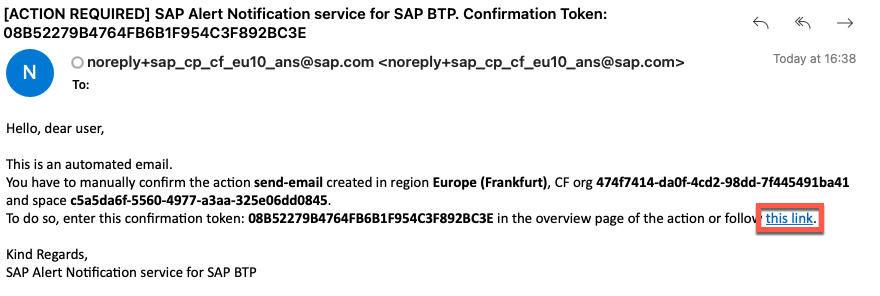 [ACTION REQUIRED] SAP Alert Notification service for SAP BTP. Confirmation Token:
08B52279B4764FB6B1F954C3F892BC3E
N
noreply+sap_cp_cf_eu10_ans@sap.com <noreply+sap_cp_cf_eu10_ans@sap.com>
Today at 16:38
To:
Hello, dear user,
This is an automated email.
You have to manually confirm the action send-email created in region Europe (Frankfurt), CF org 474f7414-da0f-4cd2-98dd-7f445491ba41
and space c5a5da6f-5560-4977-a3aa-325e06dd0845.
To do so, enter this confirmation token: 08B52279B4764FB6B1F954C3F892BC3E in the overview page of the action or follow this link.
Kind Regards,
SAP Alert Notification service for SAP BTP